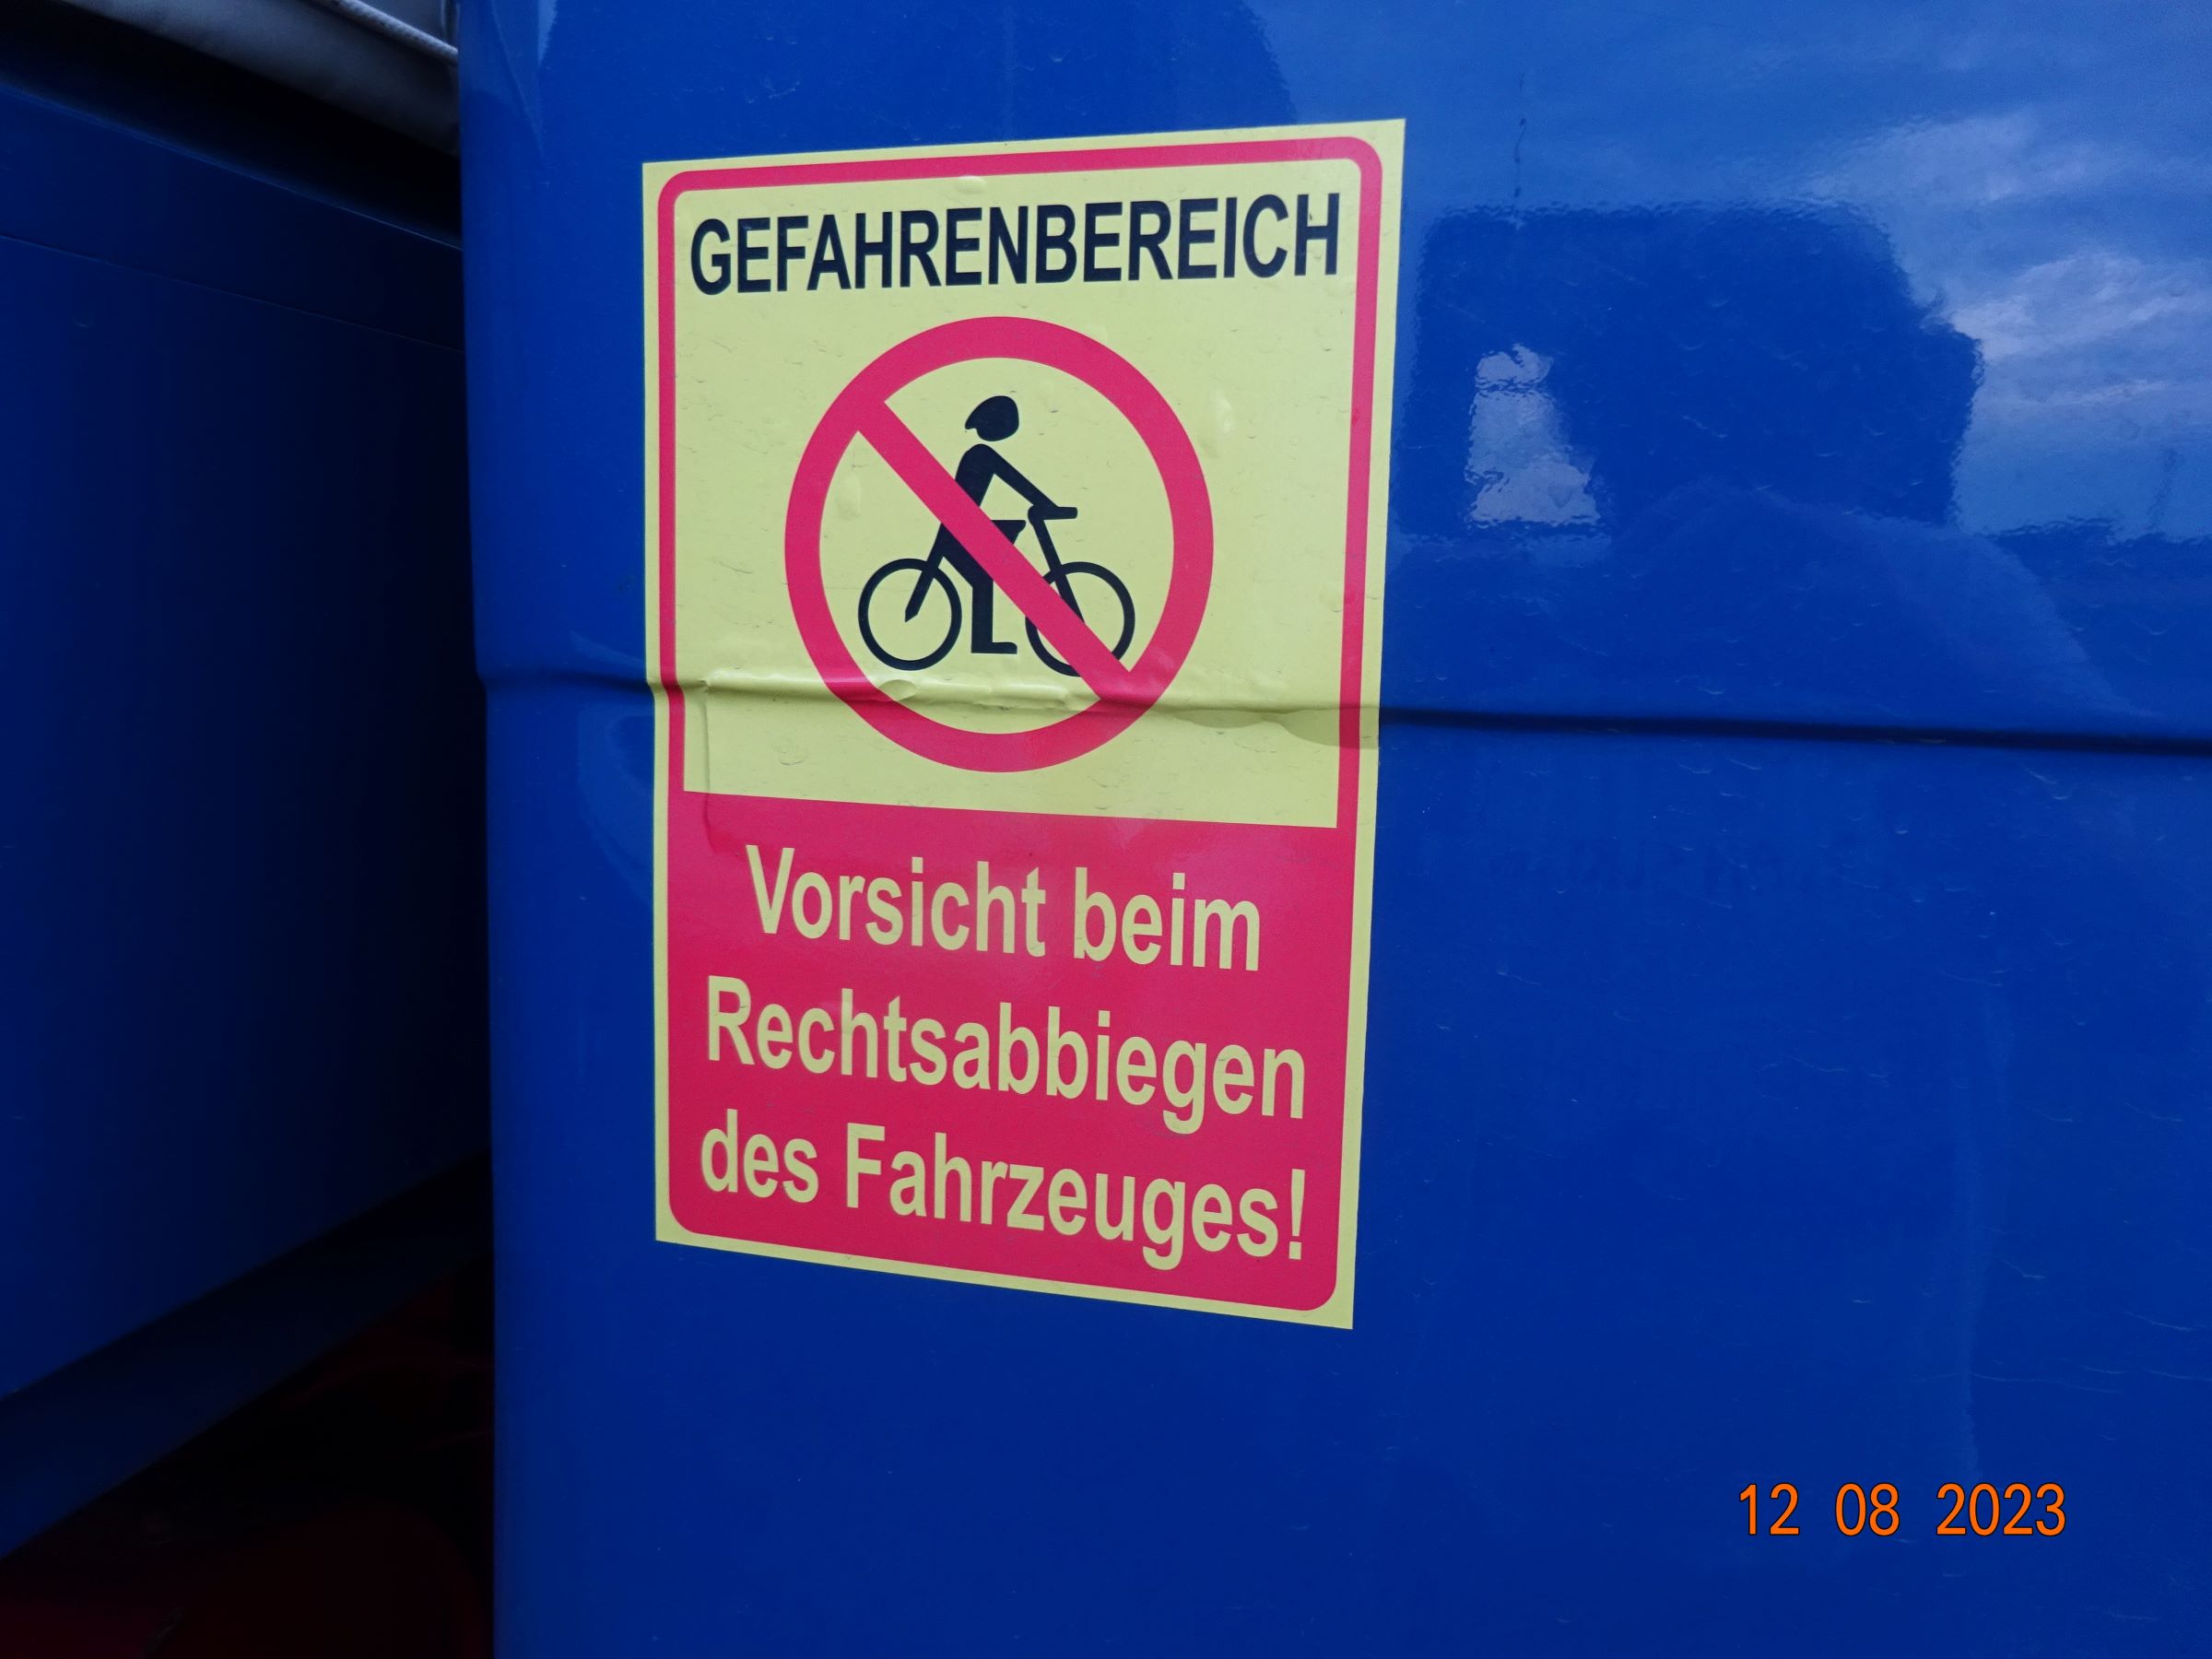 GEFAHRENBEREICH
Vorsicht beim
Rechtsabbiegen
des Fahrzeuges!
12 08 2023